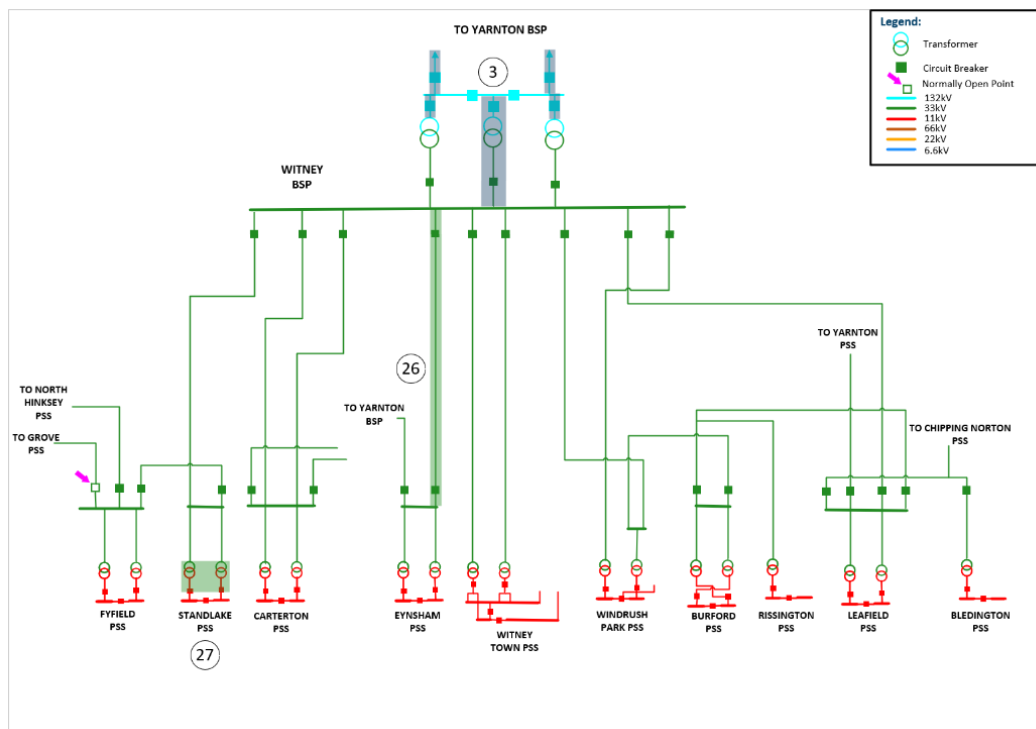 TO YARNTON BSP
3
Legend:
Transformer
Circuit Breaker
Normally Open Point
132kV
33kV
11kV
66kV
22kV
6.6kV
WITNEY
BSP
26
TO YARNTON
PSS
TO NORTH
HINKSEY
PSS
TO GROVE
PSS
TO YARNTON
BSP
TO CHIPPING NORTON
PSS
FYFIELD
PSS
STANDLAKE
PSS
CARTERTON
PSS
EYNSHAM
PSS
WITNEY
TOWN PSS
WINDRUSH
PARK PSS
BURFORD
PSS
RISSINGTON
PSS
LEAFIELD
PSS
BLEDINGTON
PSS
27